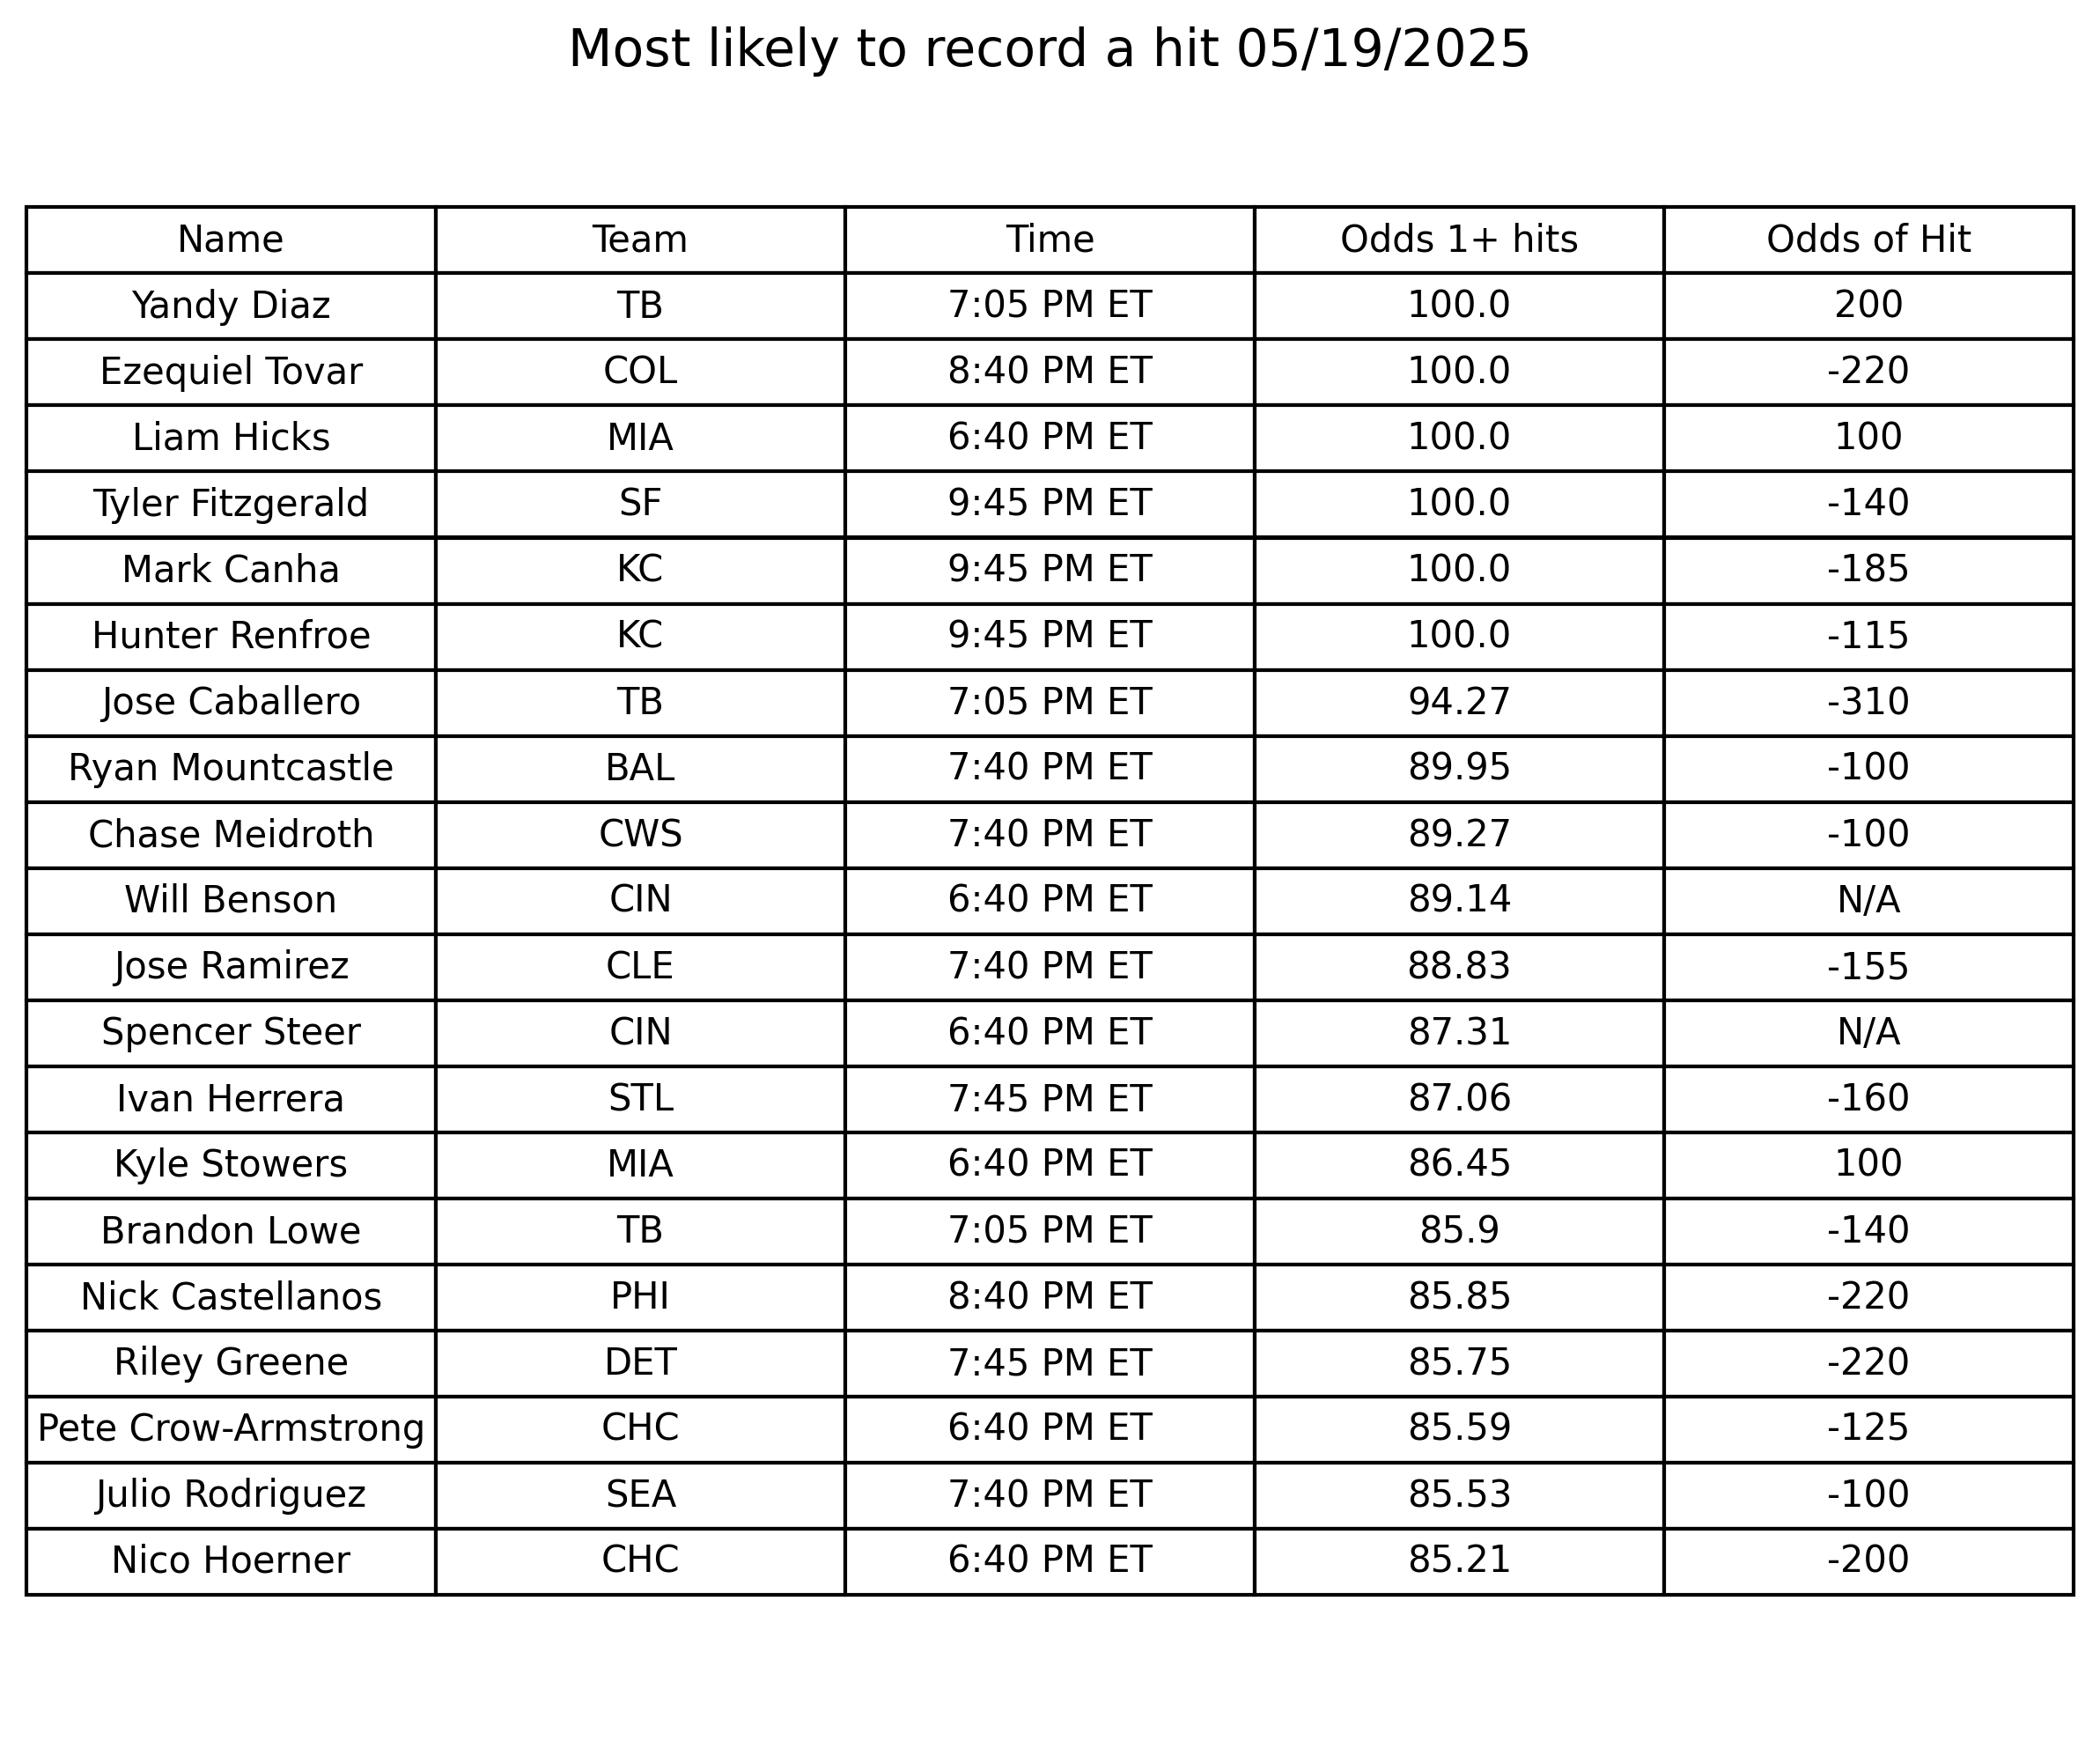 Most likely to record a hit 05/19/2025
Name Team Time Odds 1+ hits Odds of Hit
Yandy Diaz TB 7:05 PM ET 100.0 200
Ezequiel Tovar COL 8:40 PM ET 100.0 -220
Liam Hicks MIA 6:40 PM ET 100.0 100
Tyler Fitzgerald SF 9:45 PM ET 100.0 -140
Mark Canha KC 9:45 PM ET 100.0 -185
Hunter Renfroe KC 9:45 PM ET 100.0 -115
Jose Caballero TB 7:05 PM ET 94.27 -310
Ryan Mountcastle BAL 7:40 PM ET 89.95 -100
Chase Meidroth CWS 7:40 PM ET 89.27 -100
Will Benson CIN 6:40 PM ET 89.14 N/A
Jose Ramirez CLE 7:40 PM ET 88.83 -155
Spencer Steer CIN 6:40 PM ET 87.31 N/A
Ivan Herrera STL 7:45 PM ET 87.06 -160
Kyle Stowers MIA 6:40 PM ET 86.45 100
Brandon Lowe TB 7:05 PM ET 85.9 -140
Nick Castellanos PHI 8:40 PM ET 85.85 -220
Riley Greene DET 7:45 PM ET 85.75 -220
Pete Crow-Armstrong CHC 6:40 PM ET 85.59 -125
Julio Rodriguez SEA 7:40 PM ET 85.53 -100
Nico Hoerner CHC 6:40 PM ET 85.21 -200